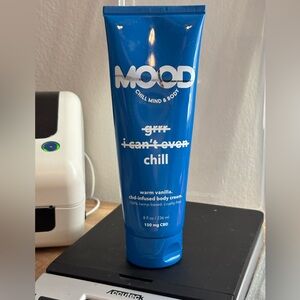 MOOD
CHILL MIND & BODY
grrr
i can't even
chill
warm vanilla.
cbd-infused body cream
8 fl oz / 236 ml
150 mg CBD